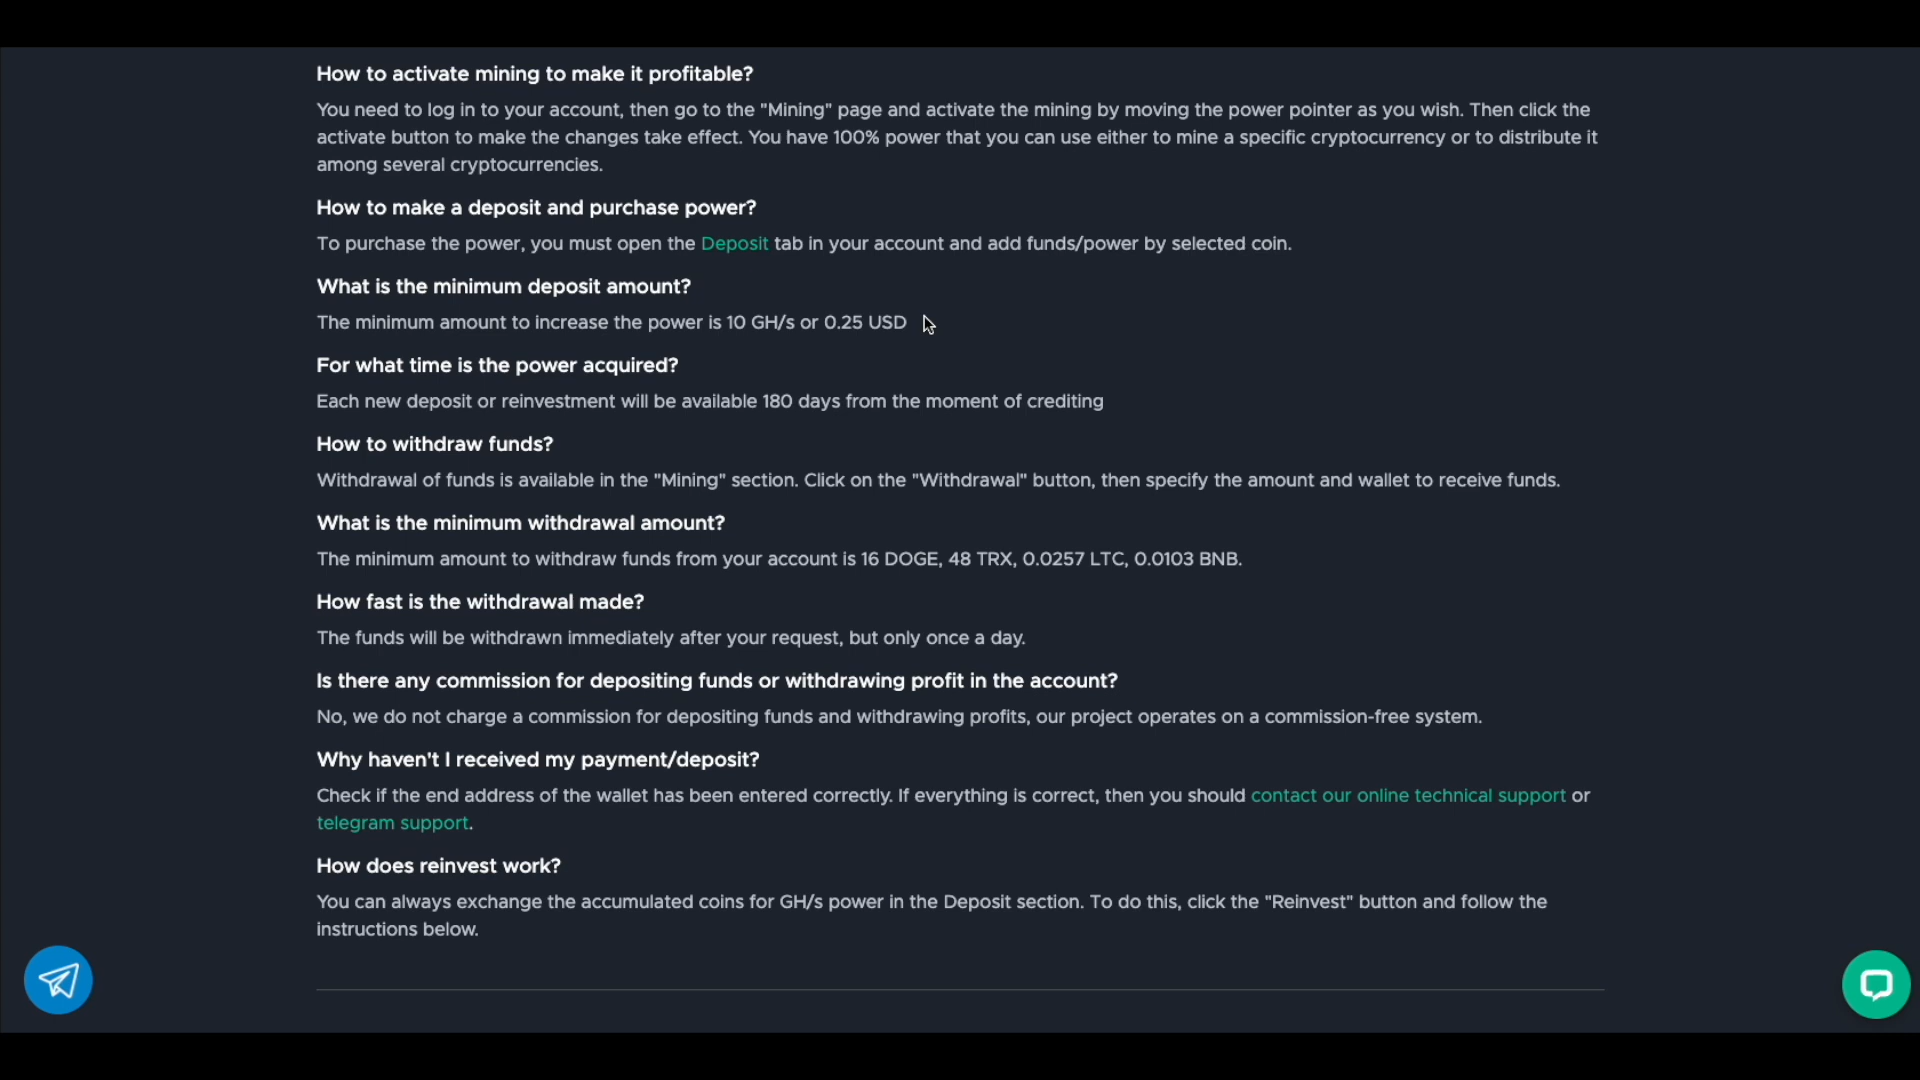 How to activate mining to make it profitable?
You need to log in to your account, then go to the "Mining" page and activate the mining by moving the power pointer as you wish. Then click the
activate button to make the changes take effect. You have 100% power that you can use either to mine a specific cryptocurrency or to distribute it
among several cryptocurrencies.
How to make a deposit and purchase power?
To purchase the power, you must open the Deposit tab in your account and add funds/power by selected coin.
What is the minimum deposit amount?
The minimum amount to increase the power is 10 GH/s or 0.25 USD
For what time is the power acquired?
Each new deposit or reinvestment will be available 180 days from the moment of crediting
How to withdraw funds?
Withdrawal of funds is available in the "Mining" section. Click on the "Withdrawal" button, then specify the amount and wallet to receive funds.
What is the minimum withdrawal amount?
The minimum amount to withdraw funds from your account is 16 DOGE, 48 TRX, 0.0257 LTC, 0.0103 BNB.
How fast is the withdrawal made?
The funds will be withdrawn immediately after your request, but only once a day.
Is there any commission for depositing funds or withdrawing profit in the account?
No, we do not charge a commission for depositing funds and withdrawing profits, our project operates on a commission-free system.
Why haven't I received my payment/deposit?
Check if the end address of the wallet has been entered correctly. If everything is correct, then you should contact our online technical support or
telegram support.
How does reinvest work?
You can always exchange the accumulated coins for GH/s power in the Deposit section. To do this, click the "Reinvest" button and follow the
instructions below.